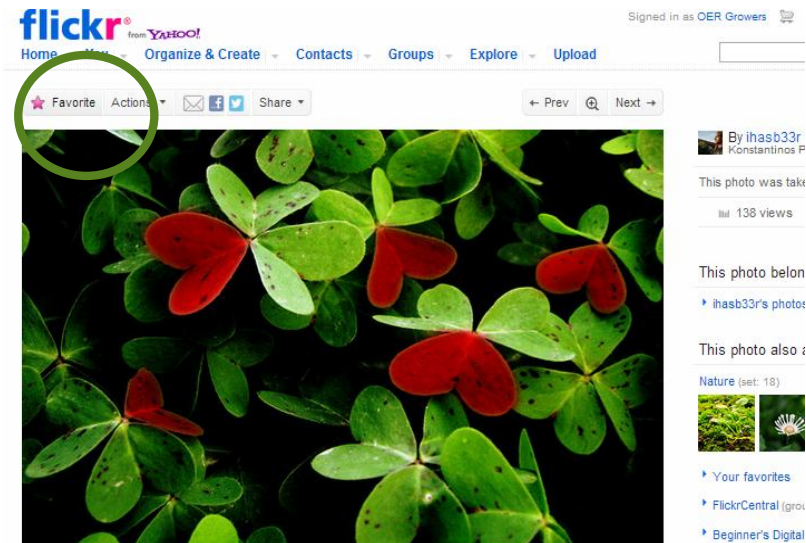 flickr® from YAHOO!
Signed in as OER Growers
Home You Organize & Create Contacts Groups Explore Upload
Favorite Actions Share
← Prev Next →
By ihasb33r
Konstantinos P
This photo was take
138 views
This photo belon
ihasb33r's photos
This photo also a
Nature (set: 18)
Your favorites
FlickrCentral (grou
Beginner's Digital